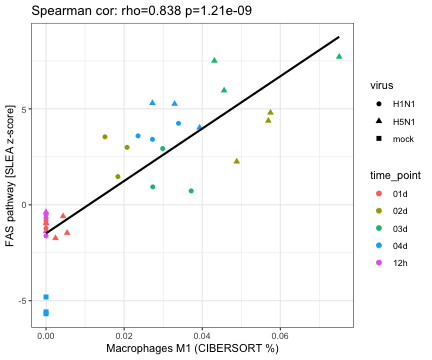 Spearman cor: rho=0.838 p=1.21e-09
FAS pathway [SLEA z-score]
5
0
-5
0.00 0.02 0.04 0.06
Macrophages M1 (CIBERSORT %)
virus
H1N1
H5N1
mock
time_point
01d
02d
03d
04d
12h